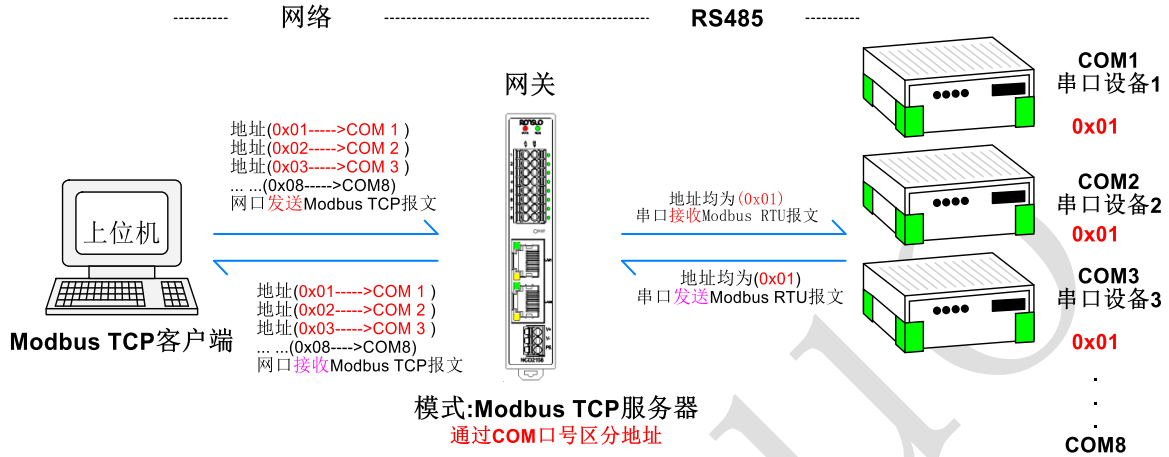 网络
RS485
COM1
串口设备1
0x01
网关
地址(0x01----->COM 1 )
地址(0x02----->COM 2 )
地址(0x03----->COM 3 )
... ...(0x08----->COM8)
网口发送Modbus TCP报文
上位机
Modbus TCP客户端
地址(0x01----->COM 1 )
地址(0x02----->COM 2 )
地址(0x03----->COM 3 )
... ...(0x08----->COM8)
网口接收Modbus TCP报文
地址均为(0x01)
串口接收Modbus RTU报文
地址均为(0x01)
串口发送Modbus RTU报文
COM2
串口设备2
0x01
COM3
串口设备3
0x01
.
.
.
COM8
V+
V-
模式:Modbus TCP服务器
通过COM口号区分地址